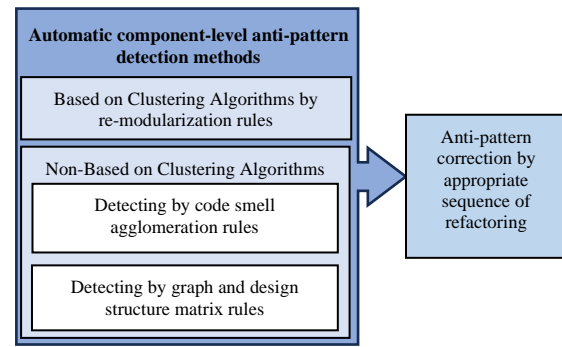 Automatic component-level anti-pattern
detection methods
Based on Clustering Algorithms by
re-modularization rules
Non-Based on Clustering Algorithms
Detecting by code smell
agglomeration rules
Detecting by graph and design
structure matrix rules
Anti-pattern
correction by
appropriate
sequence of
refactoring